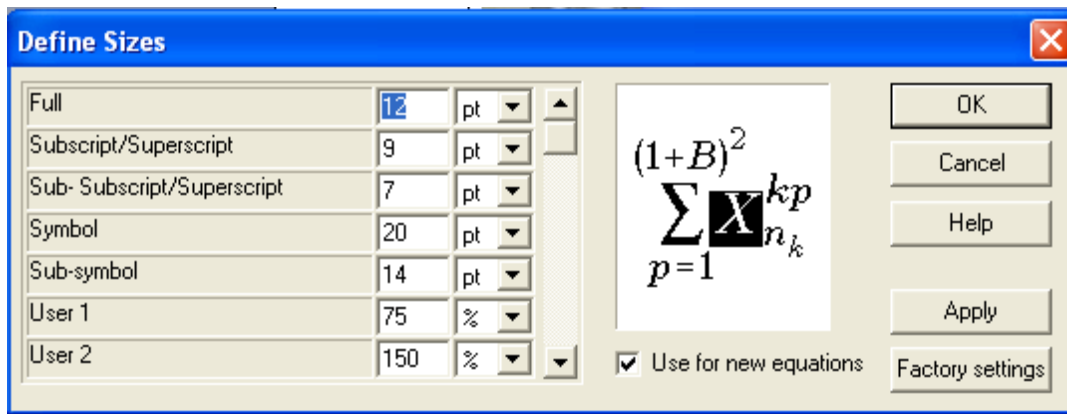 Define Sizes
Full 12 pt
Subscript/Superscript 9 pt
Sub- Subscript/Superscript 7 pt
Symbol 20 pt
Sub-symbol 14 pt
User 1 75 %
User 2 150 %
(1+B)²
∑ X kp
n k
p=1
Use for new equations
OK
Cancel
Help
Apply
Factory settings